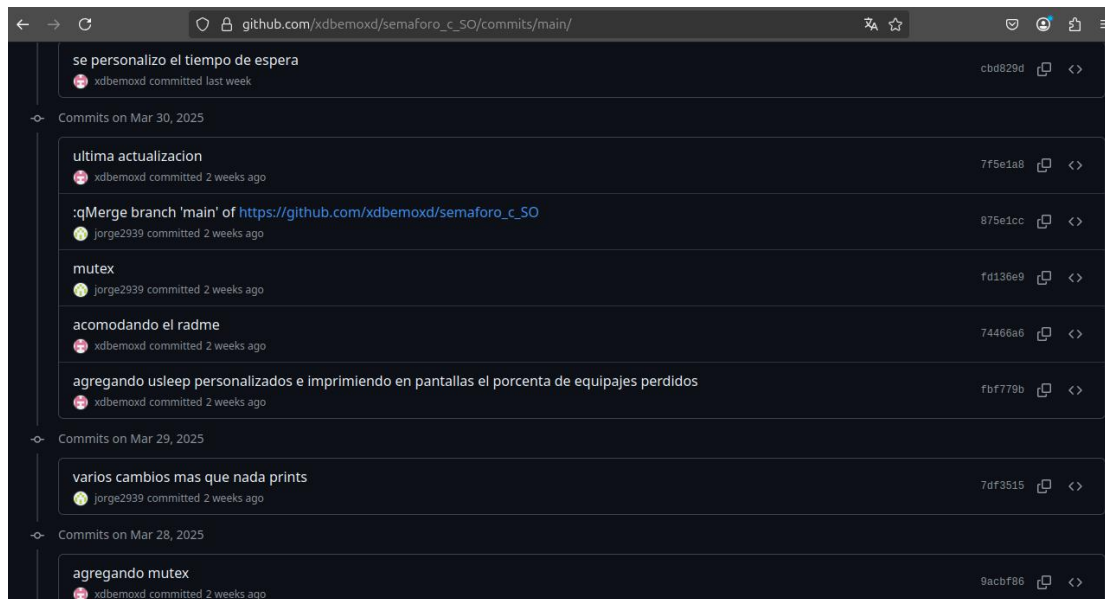 github.com/xdbemoxd/semaforo_c_SO/commits/main/
se personalizo el tiempo de espera
cbd829d
xdbemoxd committed last week
Commits on Mar 30, 2025
ultima actualizacion
7f5e1a8
xdbemoxd committed 2 weeks ago
:qMerge branch 'main' of https://github.com/xdbemoxd/semaforo_c_SO
875e1cc
jorge2939 committed 2 weeks ago
mutex
fd136e9
jorge2939 committed 2 weeks ago
acomodando el radme
74466a6
xdbemoxd committed 2 weeks ago
agregando usleep personalizados e imprimiendo en pantallas el porcenta de equipajes perdidos
fbf779b
xdbemoxd committed 2 weeks ago
Commits on Mar 29, 2025
varios cambios mas que nada prints
7df3515
jorge2939 committed 2 weeks ago
Commits on Mar 28, 2025
agregando mutex
9acbf86
xdbemoxd committed 2 weeks ago